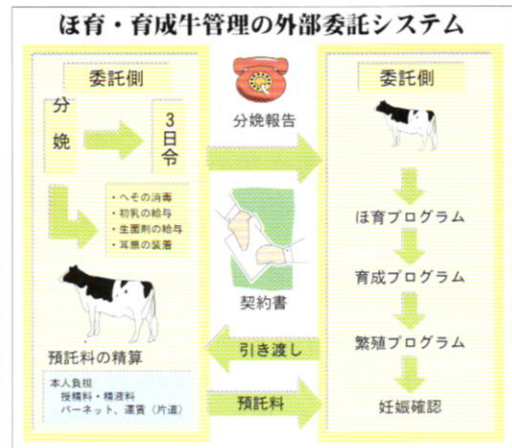 ほ育・育成牛管理の外部委託システム
委託側
分娩
3日令
・へその消毒
・初乳の給与
・生菌剤の給与
・耳票の装着
預託料の精算
本人負担
授精料・精液料
バーネット、運賃（片道）
分娩報告
契約書
引き渡し
預託料
委託側
ほ育プログラム
育成プログラム
繁殖プログラム
妊娠確認